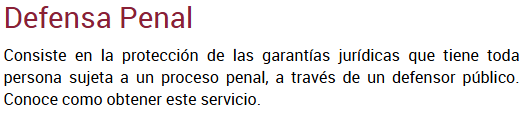 Defensa Penal
Consiste en la protección de las garantías jurídicas que tiene toda
persona sujeta a un proceso penal, a través de un defensor público.
Conoce como obtener este servicio.